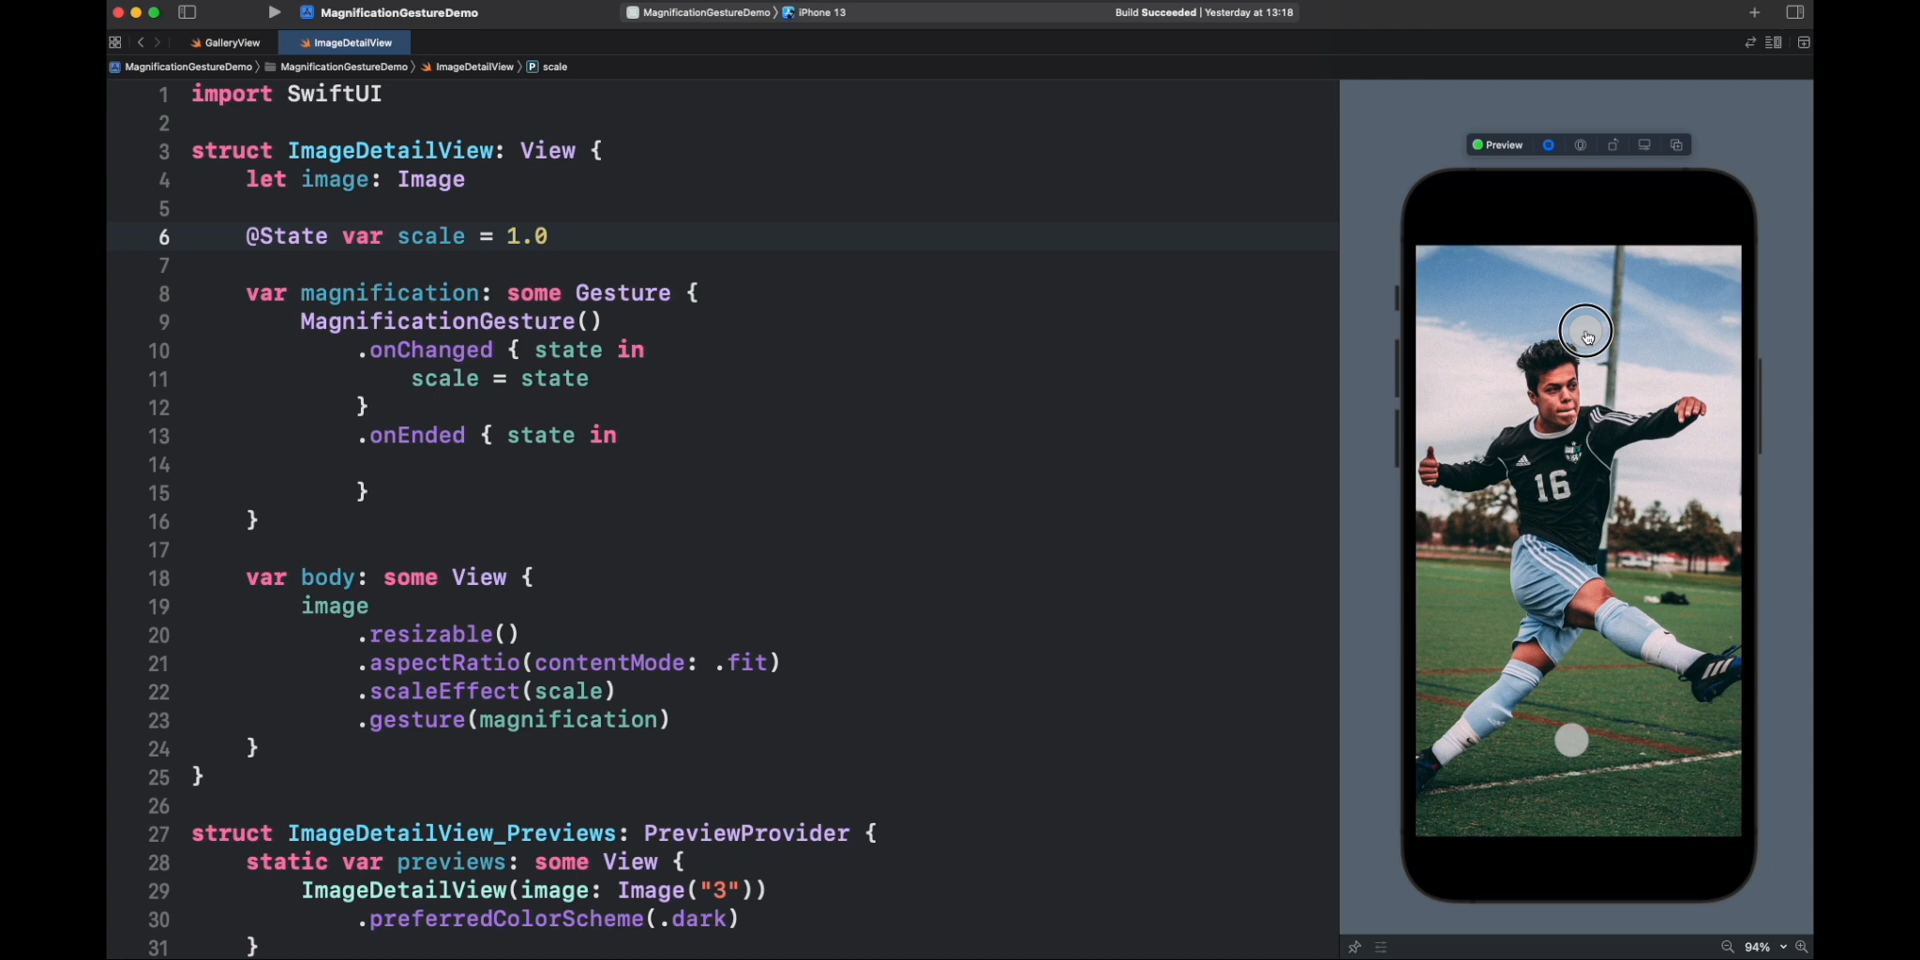 MagnificationGestureDemo
MagnificationGestureDemo 〉 iPhone 13
Build Succeeded | Yesterday at 13:18
GalleryView
ImageDetailView
MagnificationGestureDemo 〉 MagnificationGestureDemo 〉 ImageDetailView 〉 P scale
1 import SwiftUI
2
3 struct ImageDetailView: View {
4 let image: Image
5
6 @State var scale = 1.0
7
8 var magnification: some Gesture {
9 MagnificationGesture()
10 .onChanged { state in
11 scale = state
12 }
13 .onEnded { state in
14
15 }
16 }
17
18 var body: some View {
19 image
20 .resizable()
21 .aspectRatio(contentMode: .fit)
22 .scaleEffect(scale)
23 .gesture(magnification)
24 }
25 }
26
27 struct ImageDetailView_Previews: PreviewProvider {
28 static var previews: some View {
29 ImageDetailView(image: Image("3"))
30 .preferredColorScheme(.dark)
31 }
Preview
16
94%